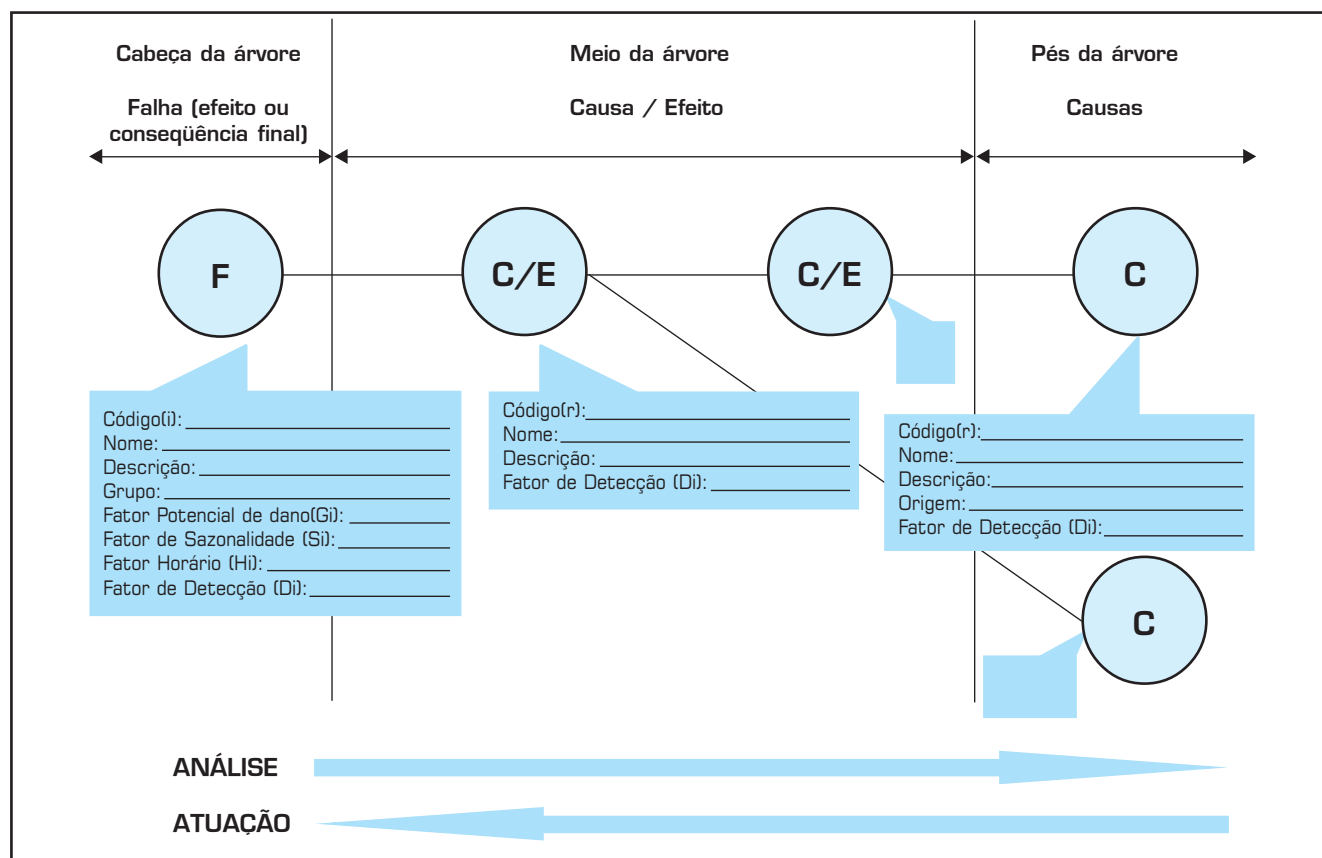 Cabeça da árvore
Falha (efeito ou
conseqüência final)
Meio da árvore
Causa / Efeito
Pés da árvore
Causas
F
C/E
C/E
C
Código(i):
Nome:
Descrição:
Grupo:
Fator Potencial de dano(Gi):
Fator de Sazonalidade (Si):
Fator Horário (Hi):
Fator de Detecção (Di):
Código(r):
Nome:
Descrição:
Fator de Detecção (Di):
Código(r):
Nome:
Descrição:
Origem:
Fator de Detecção (Di):
C
ANÁLISE
ATUAÇÃO